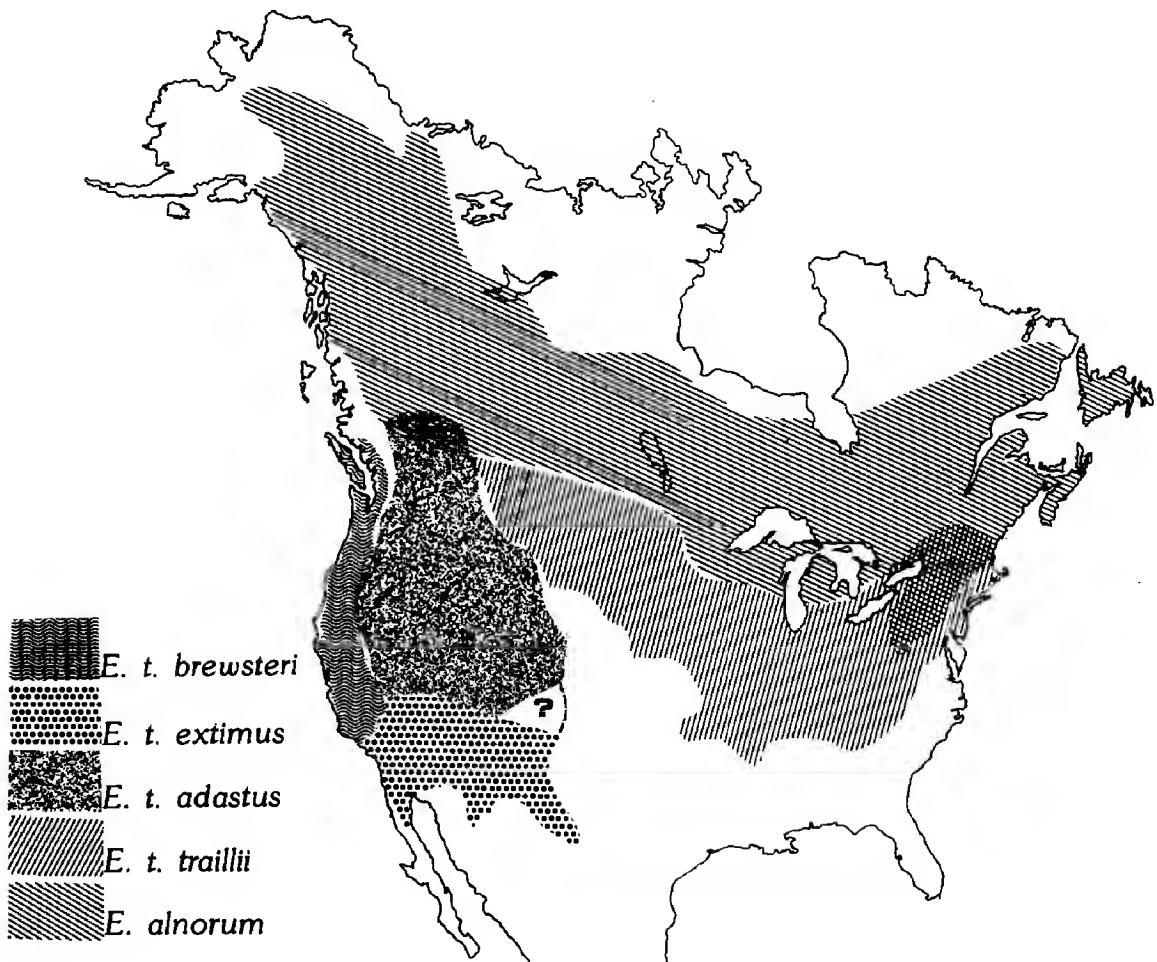 ?
E. t. brewsteri
E. t. extimus
E. t. adastus
E. t. traillii
E. alnorum